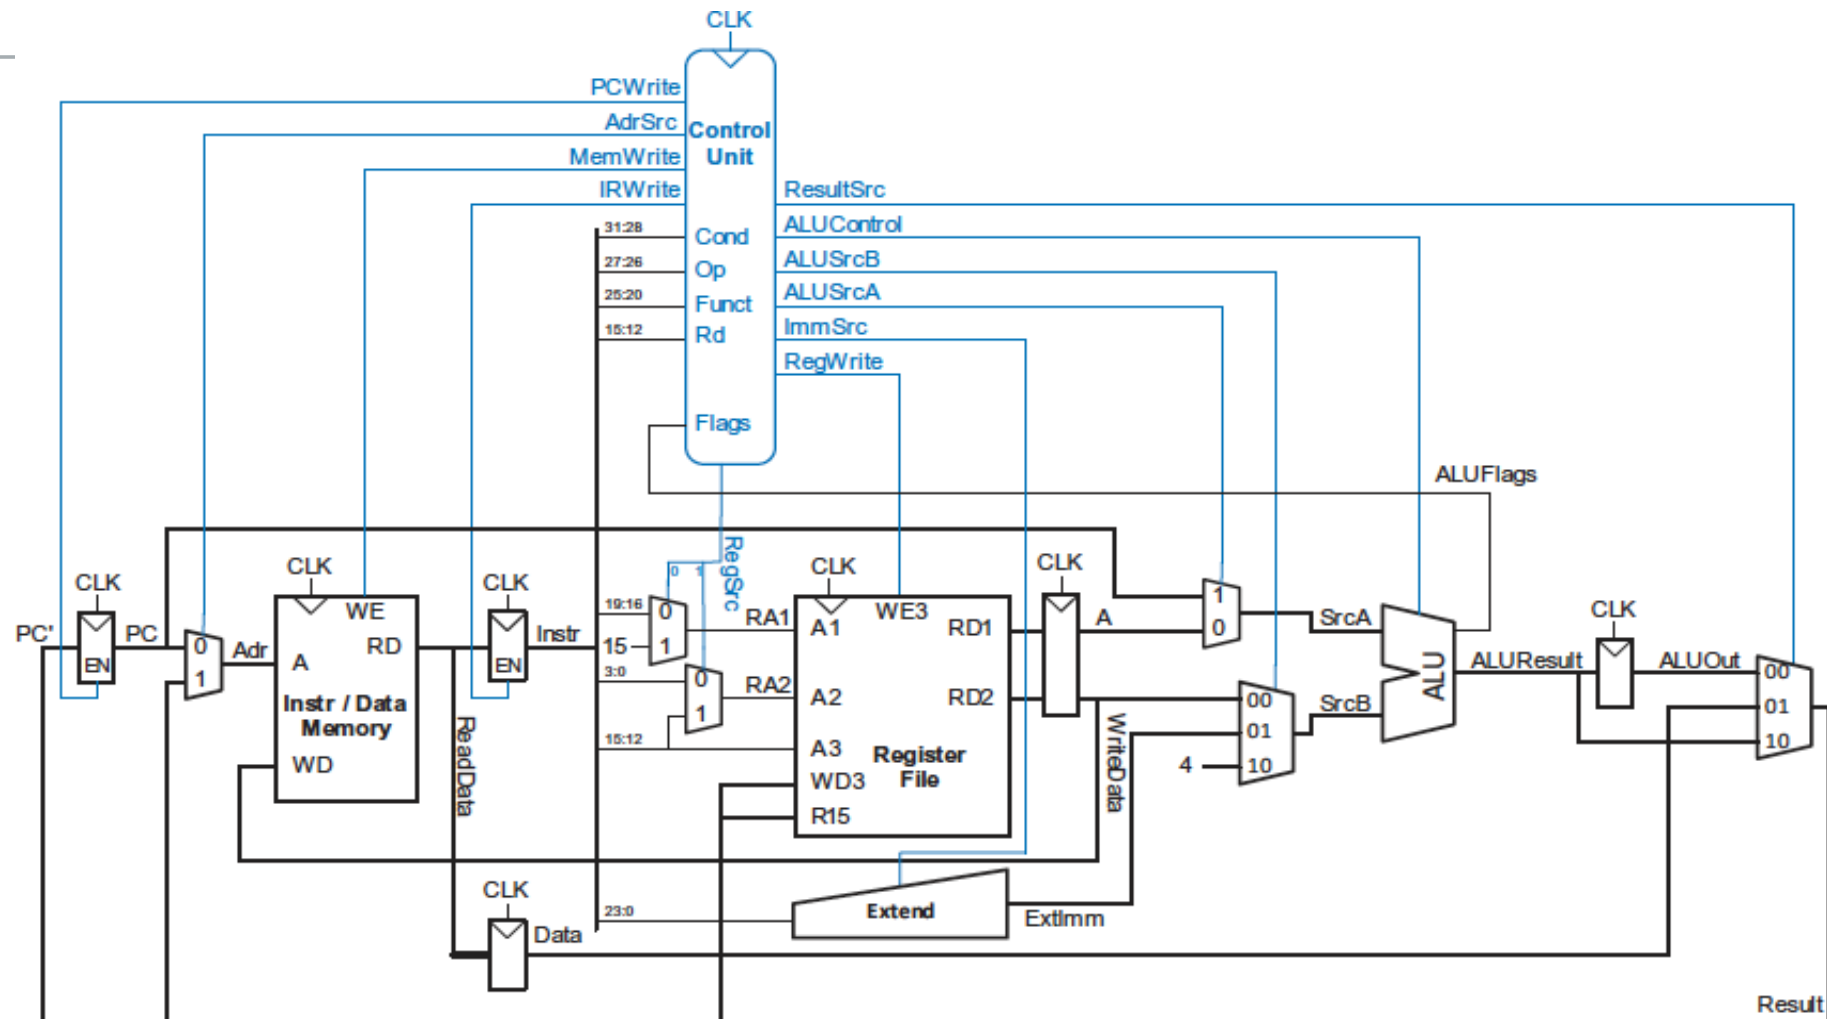 CLK
PCWrite
AdrSrc
Control
Unit
MemWrite
IRWrite
ResultSrc
31:28
Cond
ALUControl
27:26
Op
ALUSrcB
25:20
Funct
ALUSrcA
15:12
Rd
ImmSrc
RegWrite
Flags
ALUFlags
RegSrc
0 1
CLK
CLK
CLK
CLK
CLK
CLK
PC'
EN
PC
0
1
Adr
WE
A
RD
Instr / Data
Memory
WD
EN
Instr
ReadData
19:16
15
0
1
RA1
3:0
0
1
RA2
15:12
A1
A2
A3
WD3
R15
WE3
RD1
RD2
Register
File
A
WriteData
1
0
SrcA
00
01
4
10
SrcB
ALU
ALUResult
ALUOut
00
01
10
23:0
Extend
ExtImm
CLK
Data
Result